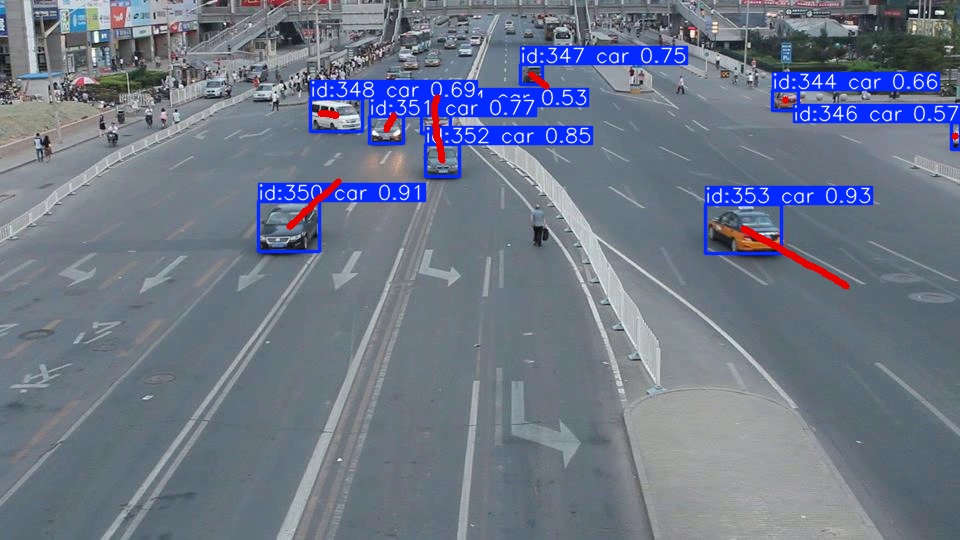 id:347 car 0.75
id:344 car 0.66
id:348 car 0.69
car 0.53
id:351 car 0.77
id:346 car 0.57
id:352 car 0.85
id:350 car 0.91
id:353 car 0.93